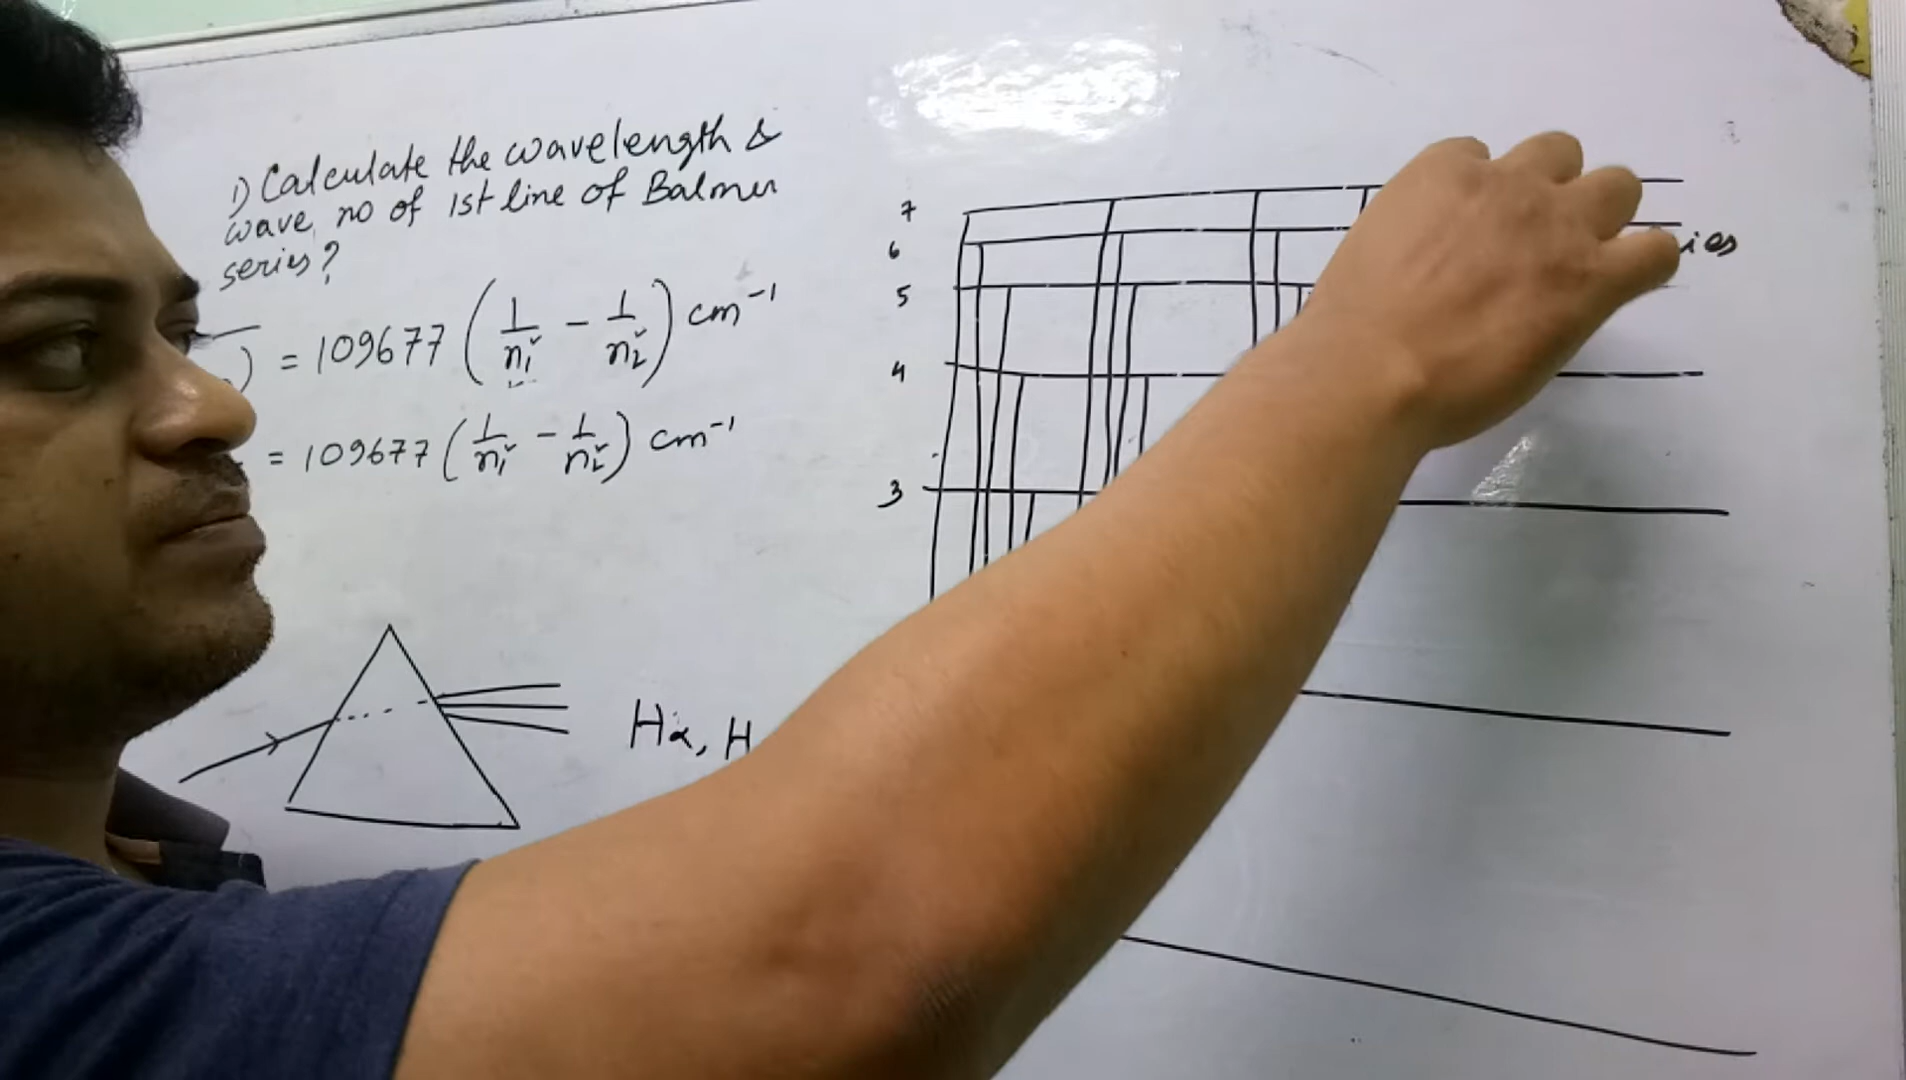 1) Calculate the wavelength &
wave no of 1st line of Balmer
series?
= 109677 (1/n₁² - 1/n₂²) cm⁻¹
= 109677 (1/n₁² - 1/n₂²) cm⁻¹
Hα, H
7
6
5
4
3
ies